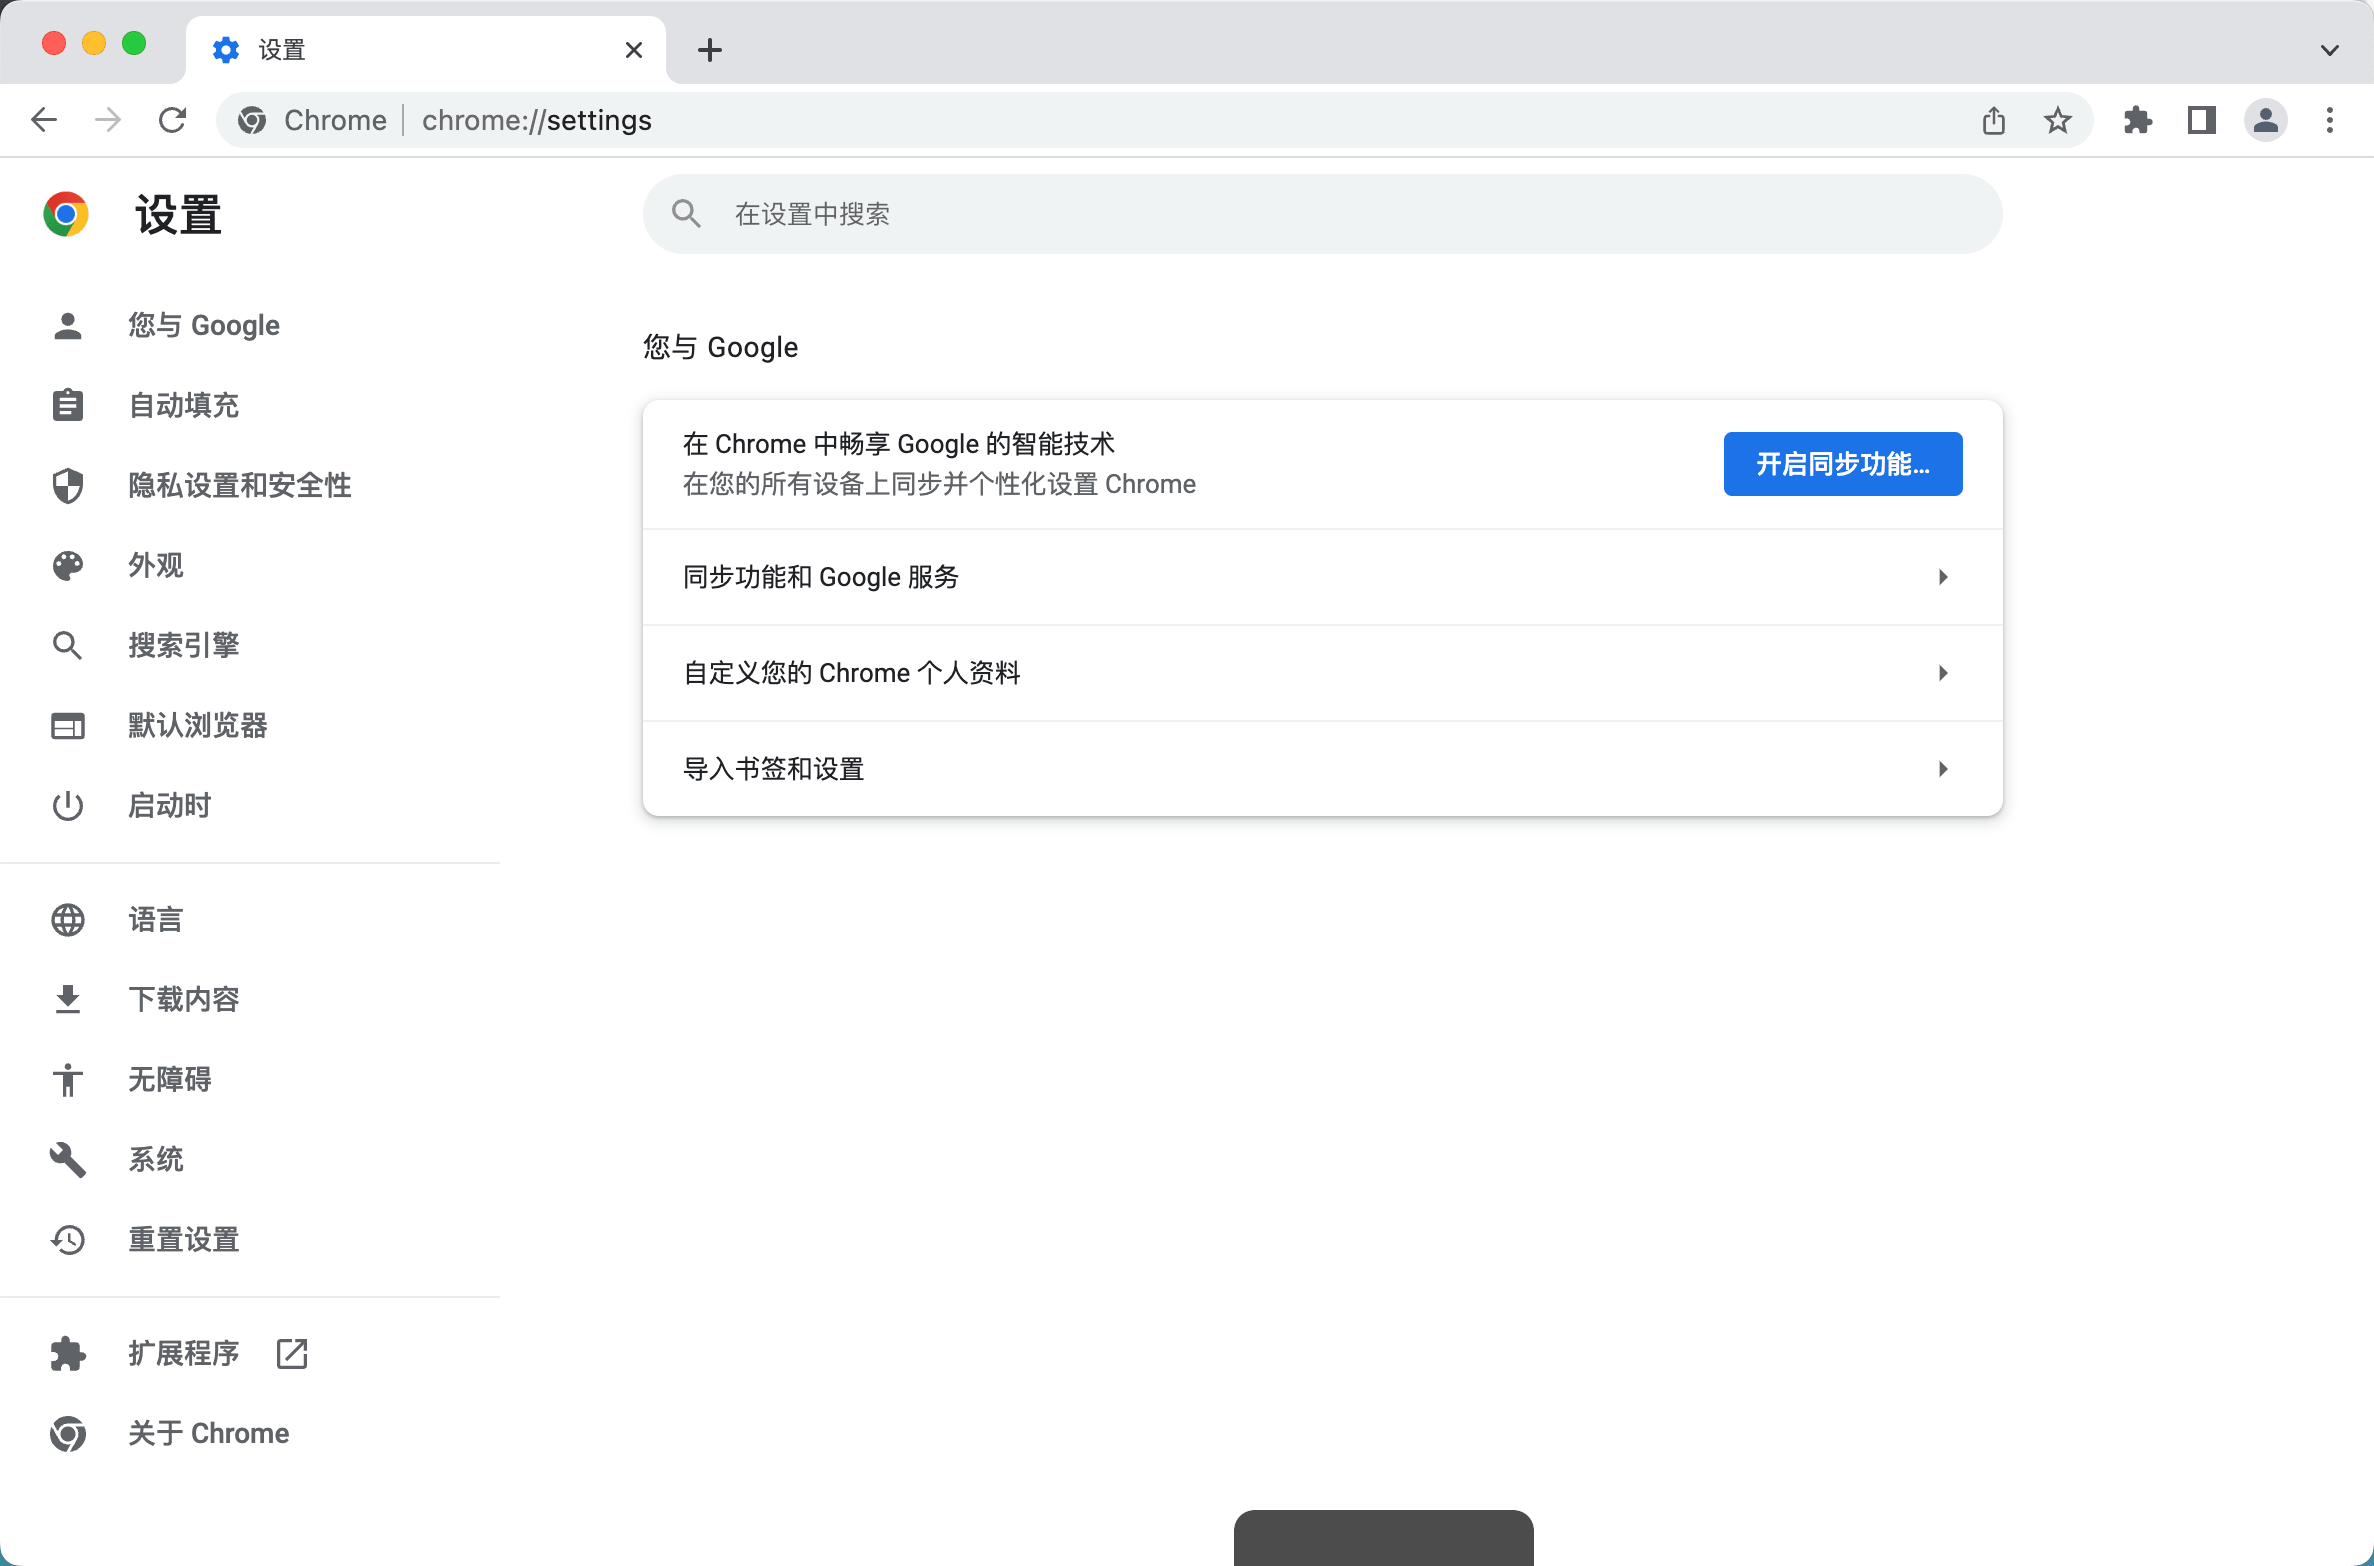 设置
Chrome
chrome://settings
设置
在设置中搜索
您与 Google
自动填充
隐私设置和安全性
外观
搜索引擎
默认浏览器
启动时
语言
下载内容
无障碍
系统
重置设置
扩展程序
关于 Chrome
您与 Google
在 Chrome 中畅享 Google 的智能技术
在您的所有设备上同步并个性化设置 Chrome
开启同步功能...
同步功能和 Google 服务
自定义您的 Chrome 个人资料
导入书签和设置